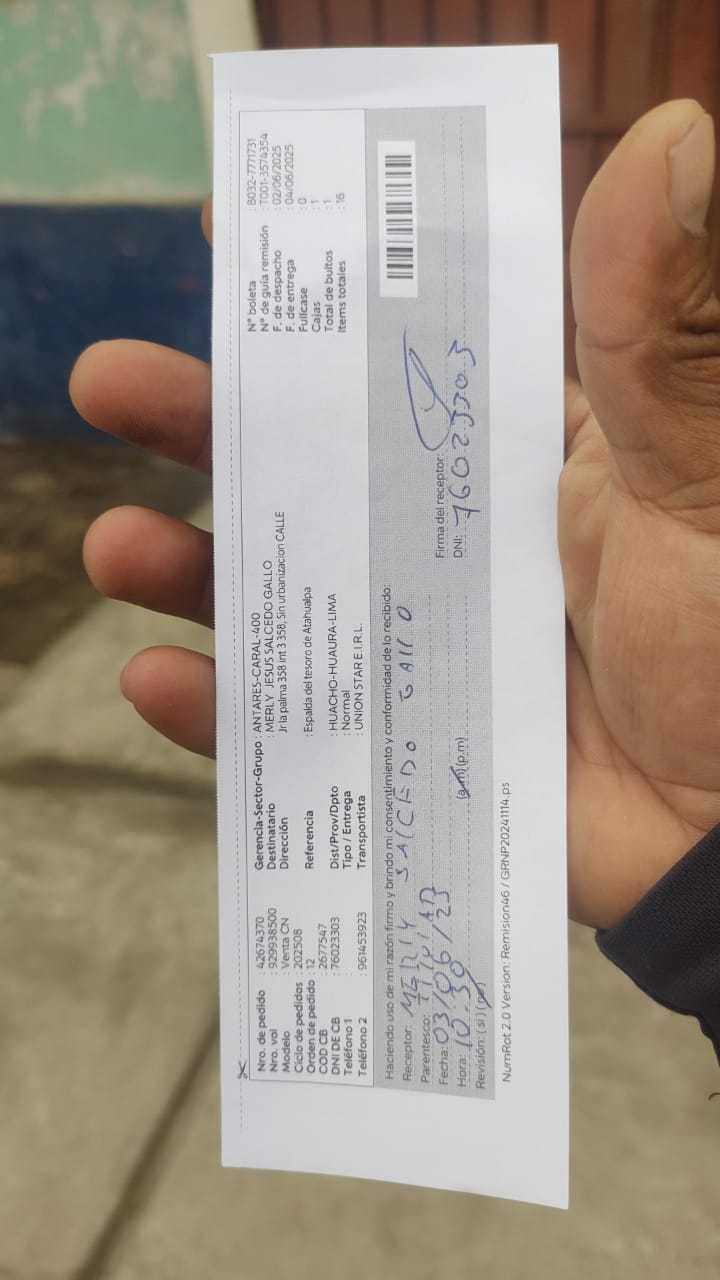 Nro. de pedido : 42674370
Nro. vol : 929938500
Modelo : Venta CN
Ciclo de pedidos : 202508
Orden de pedido : 12
COD CB : 2677547
DNI DE CB : 76023303
Teléfono 1 :
Teléfono 2 : 961453923
Gerencia-Sector-Grupo : ANTARES-CARAL-400
Destinatario : MERLY JESUS SALCEDO GALLO
Dirección Jr la palma 358 int 3 358, Sin urbanizacion CALLE
Referencia : Espalda del tesoro de Atahualpa
Dist/Prov/Dpto : HUACHO-HUAURA-LIMA
Tipo / Entrega : Normal
Transportista : UNION STAR E.I.R.L.
N° boleta : B032-7771731
N° de guía remisión : T001-3574354
F. de despacho : 02/06/2025
F. de entrega : 04/06/2025
Fullcase : 0
Cajas : 1
Total de bultos : 1
Items totales : 16
Haciendo uso de mi razón firmo y brindo mi consentimiento y conformidad de lo recibido:
Receptor: MERLY SALCEDO GALLO
Parentesco: TITULAR
Fecha: 03/06/23
Hora: 10:30 (a.m)(p.m)
Revisión: (si) (no)
Firma del receptor:
DNI: 76023303
NumRot 2.0 Version: Remision46 / GRNP20241114.ps